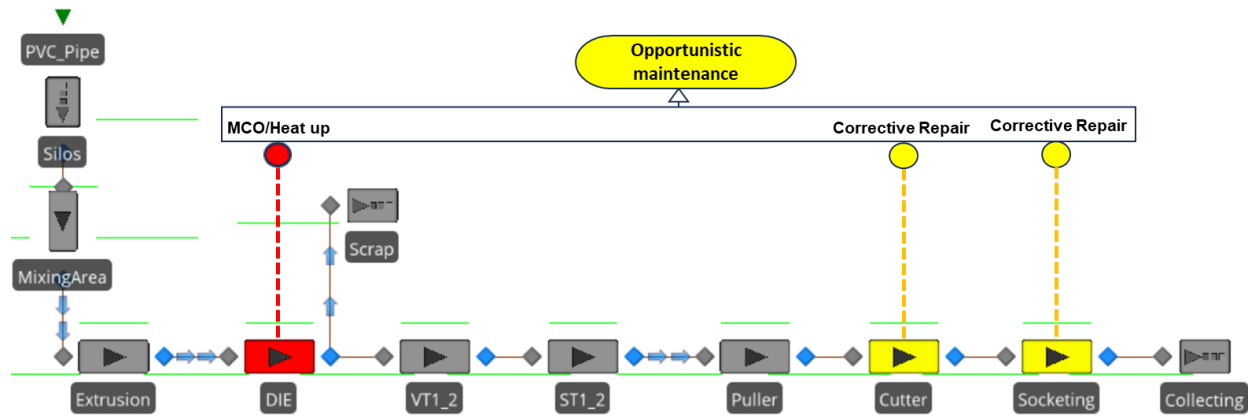 PVC_Pipe
Opportunistic
maintenance
MCO/Heat up
Corrective Repair
Corrective Repair
Silos
Scrap
MixingArea
Extrusion
DIE
VT1_2
ST1_2
Puller
Cutter
Socketing
Collecting